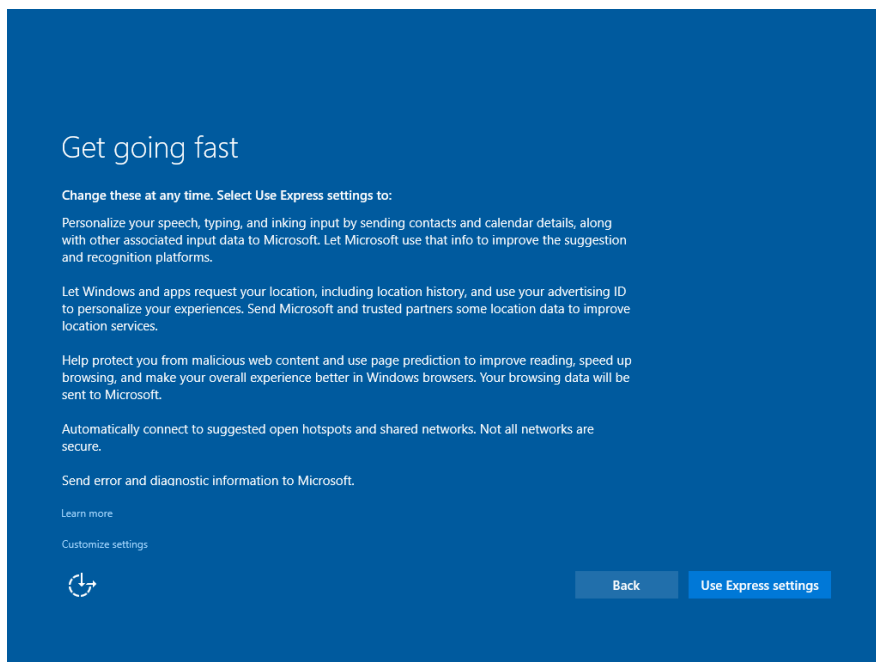 Get going fast
Change these at any time. Select Use Express settings to:
Personalize your speech, typing, and inking input by sending contacts and calendar details, along
with other associated input data to Microsoft. Let Microsoft use that info to improve the suggestion
and recognition platforms.
Let Windows and apps request your location, including location history, and use your advertising ID
to personalize your experiences. Send Microsoft and trusted partners some location data to improve
location services.
Help protect you from malicious web content and use page prediction to improve reading, speed up
browsing, and make your overall experience better in Windows browsers. Your browsing data will be
sent to Microsoft.
Automatically connect to suggested open hotspots and shared networks. Not all networks are
secure.
Send error and diagnostic information to Microsoft.
Learn more
Customize settings
Back
Use Express settings